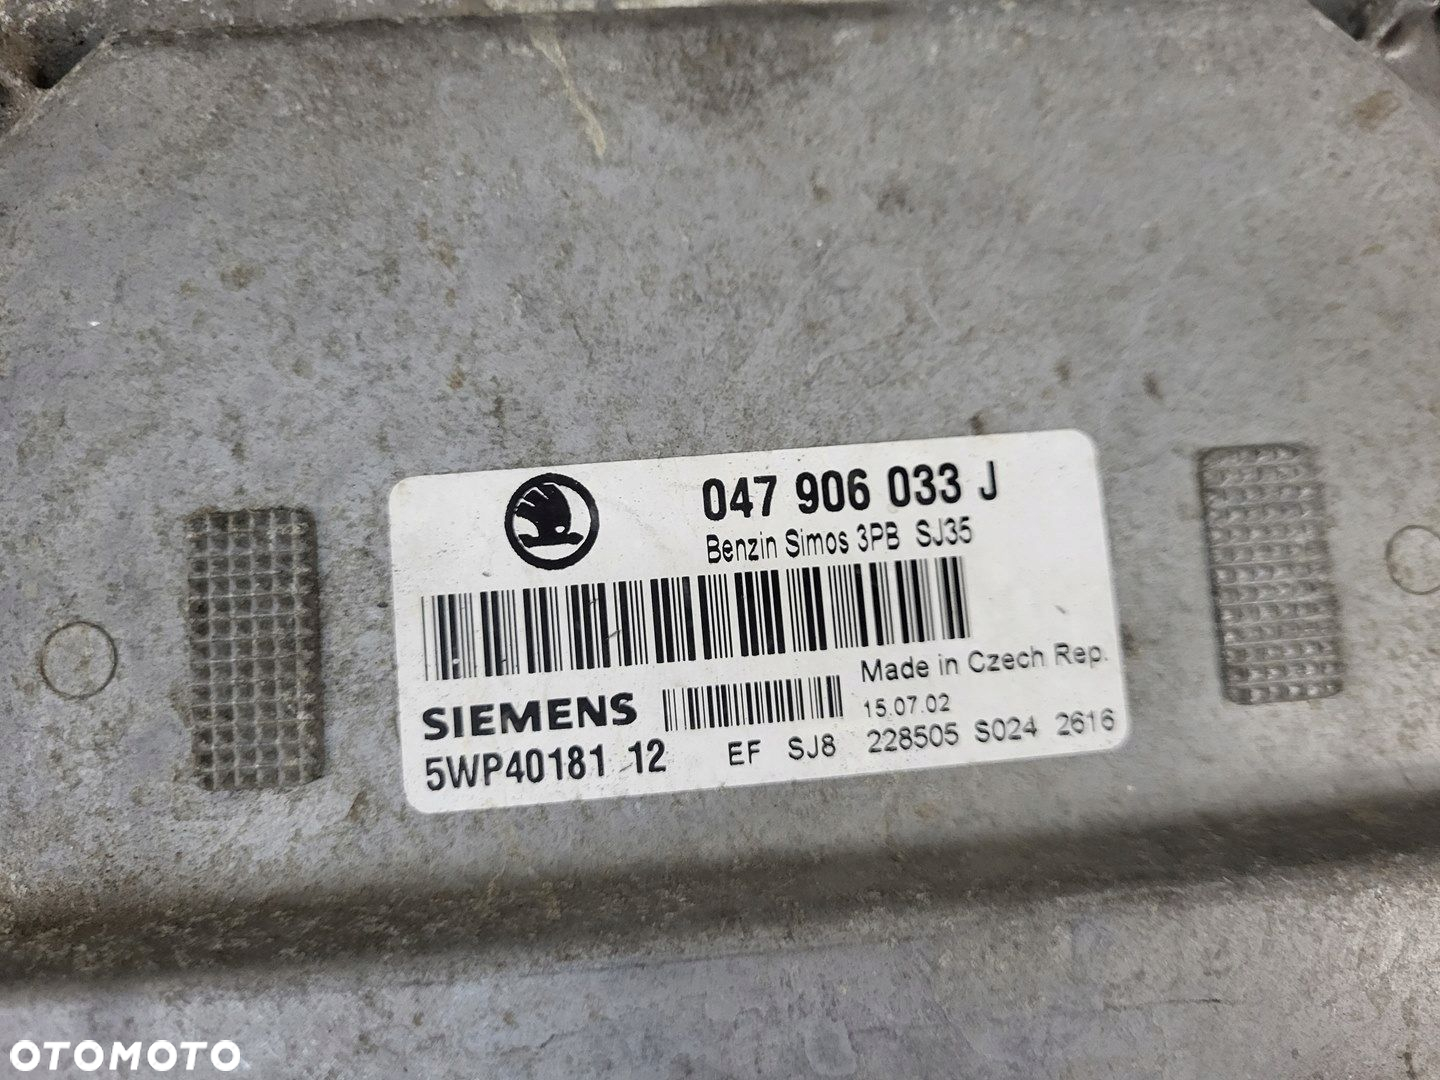 047 906 033 J
Benzin Simos 3PB SJ35
Made in Czech Rep.
SIEMENS
15.07.02
5WP40181 12
EF SJ8 228505 S024 2616
OTOMOTO